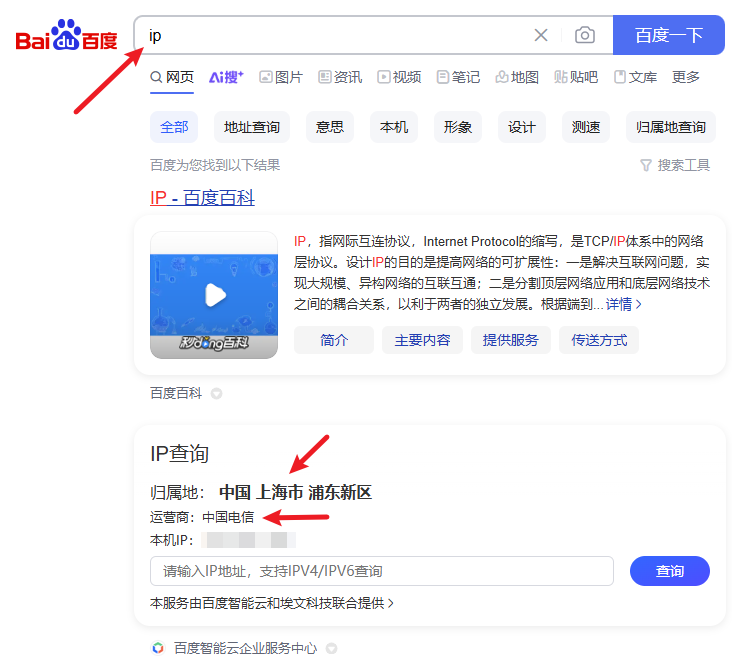 Bai du 百度 ip 百度一下
网页 Ai搜+ 图片 资讯 视频 笔记 地图 贴吧 文库 更多
全部 地址查询 意思 本机 形象 设计 测速 归属地查询
百度为您找到以下结果 搜索工具
IP - 百度百科
IP，指网际互连协议，Internet Protocol的缩写，是TCP/IP体系中的网络
层协议。设计IP的目的是提高网络的可扩展性：一是解决互联网问题，实
现大规模、异构网络的互联互通；二是分割顶层网络应用和底层网络技术
之间的耦合关系，以利于两者的独立发展。根据端到...详情 >
秒dong百科
简介 主要内容 提供服务 传送方式
百度百科
IP查询
归属地： 中国 上海市 浦东新区
运营商：中国电信
本机IP：
请输入IP地址，支持IPV4/IPV6查询 查询
本服务由百度智能云和埃文科技联合提供 >
百度智能云企业服务中心